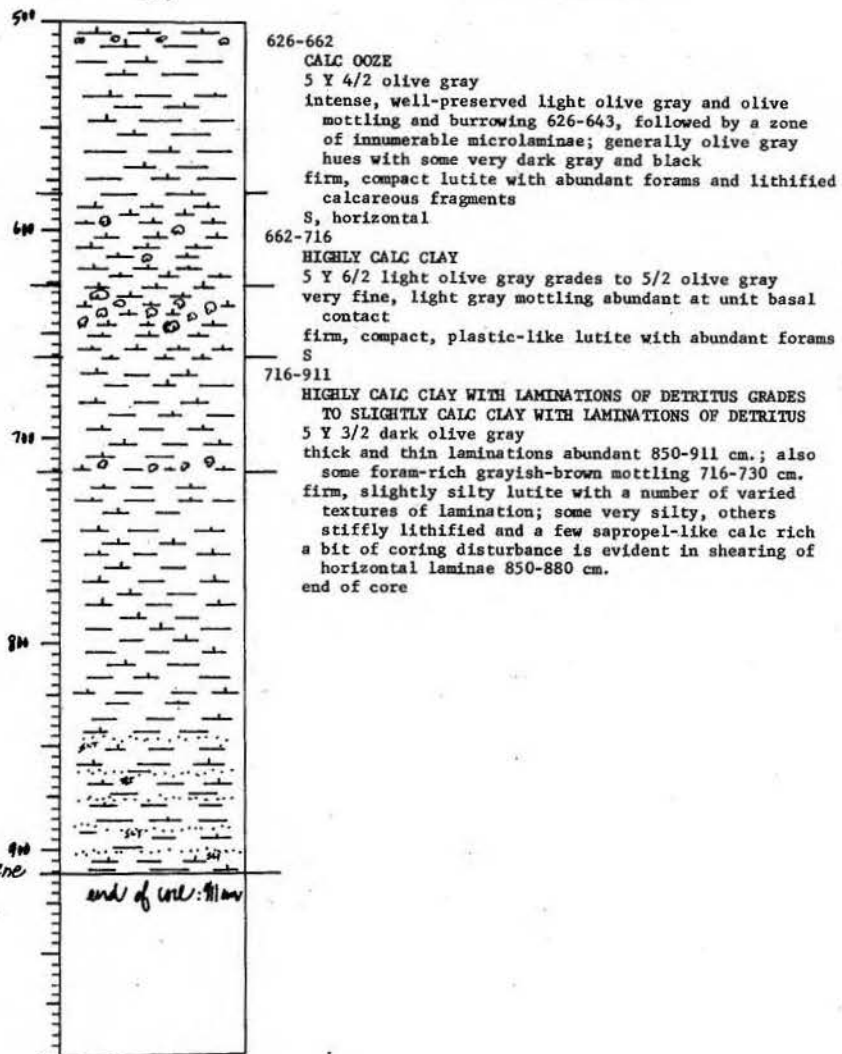 500
626-662
CALC OOZE
5 Y 4/2 olive gray
intense, well-preserved light olive gray and olive
mottling and burrowing 626-643, followed by a zone
of innumerable microlaminae; generally olive gray
hues with some very dark gray and black
firm, compact lutite with abundant forams and lithified
calcareous fragments
S, horizontal
600
662-716
HIGHLY CALC CLAY
5 Y 6/2 light olive gray grades to 5/2 olive gray
very fine, light gray mottling abundant at unit basal
contact
firm, compact, plastic-like lutite with abundant forams
S
716-911
HIGHLY CALC CLAY WITH LAMINATIONS OF DETRITUS GRADES
TO SLIGHTLY CALC CLAY WITH LAMINATIONS OF DETRITUS
5 Y 3/2 dark olive gray
700
thick and thin laminations abundant 850-911 cm.; also
some foram-rich grayish-brown mottling 716-730 cm.
firm, slightly silty lutite with a number of varied
textures of lamination; some very silty, others
stiffly lithified and a few sapropel-like calc rich
a bit of coring disturbance is evident in shearing of
horizontal laminae 850-880 cm.
end of core
800
SLT
SLT
900
SLT
end of core: 911 cm